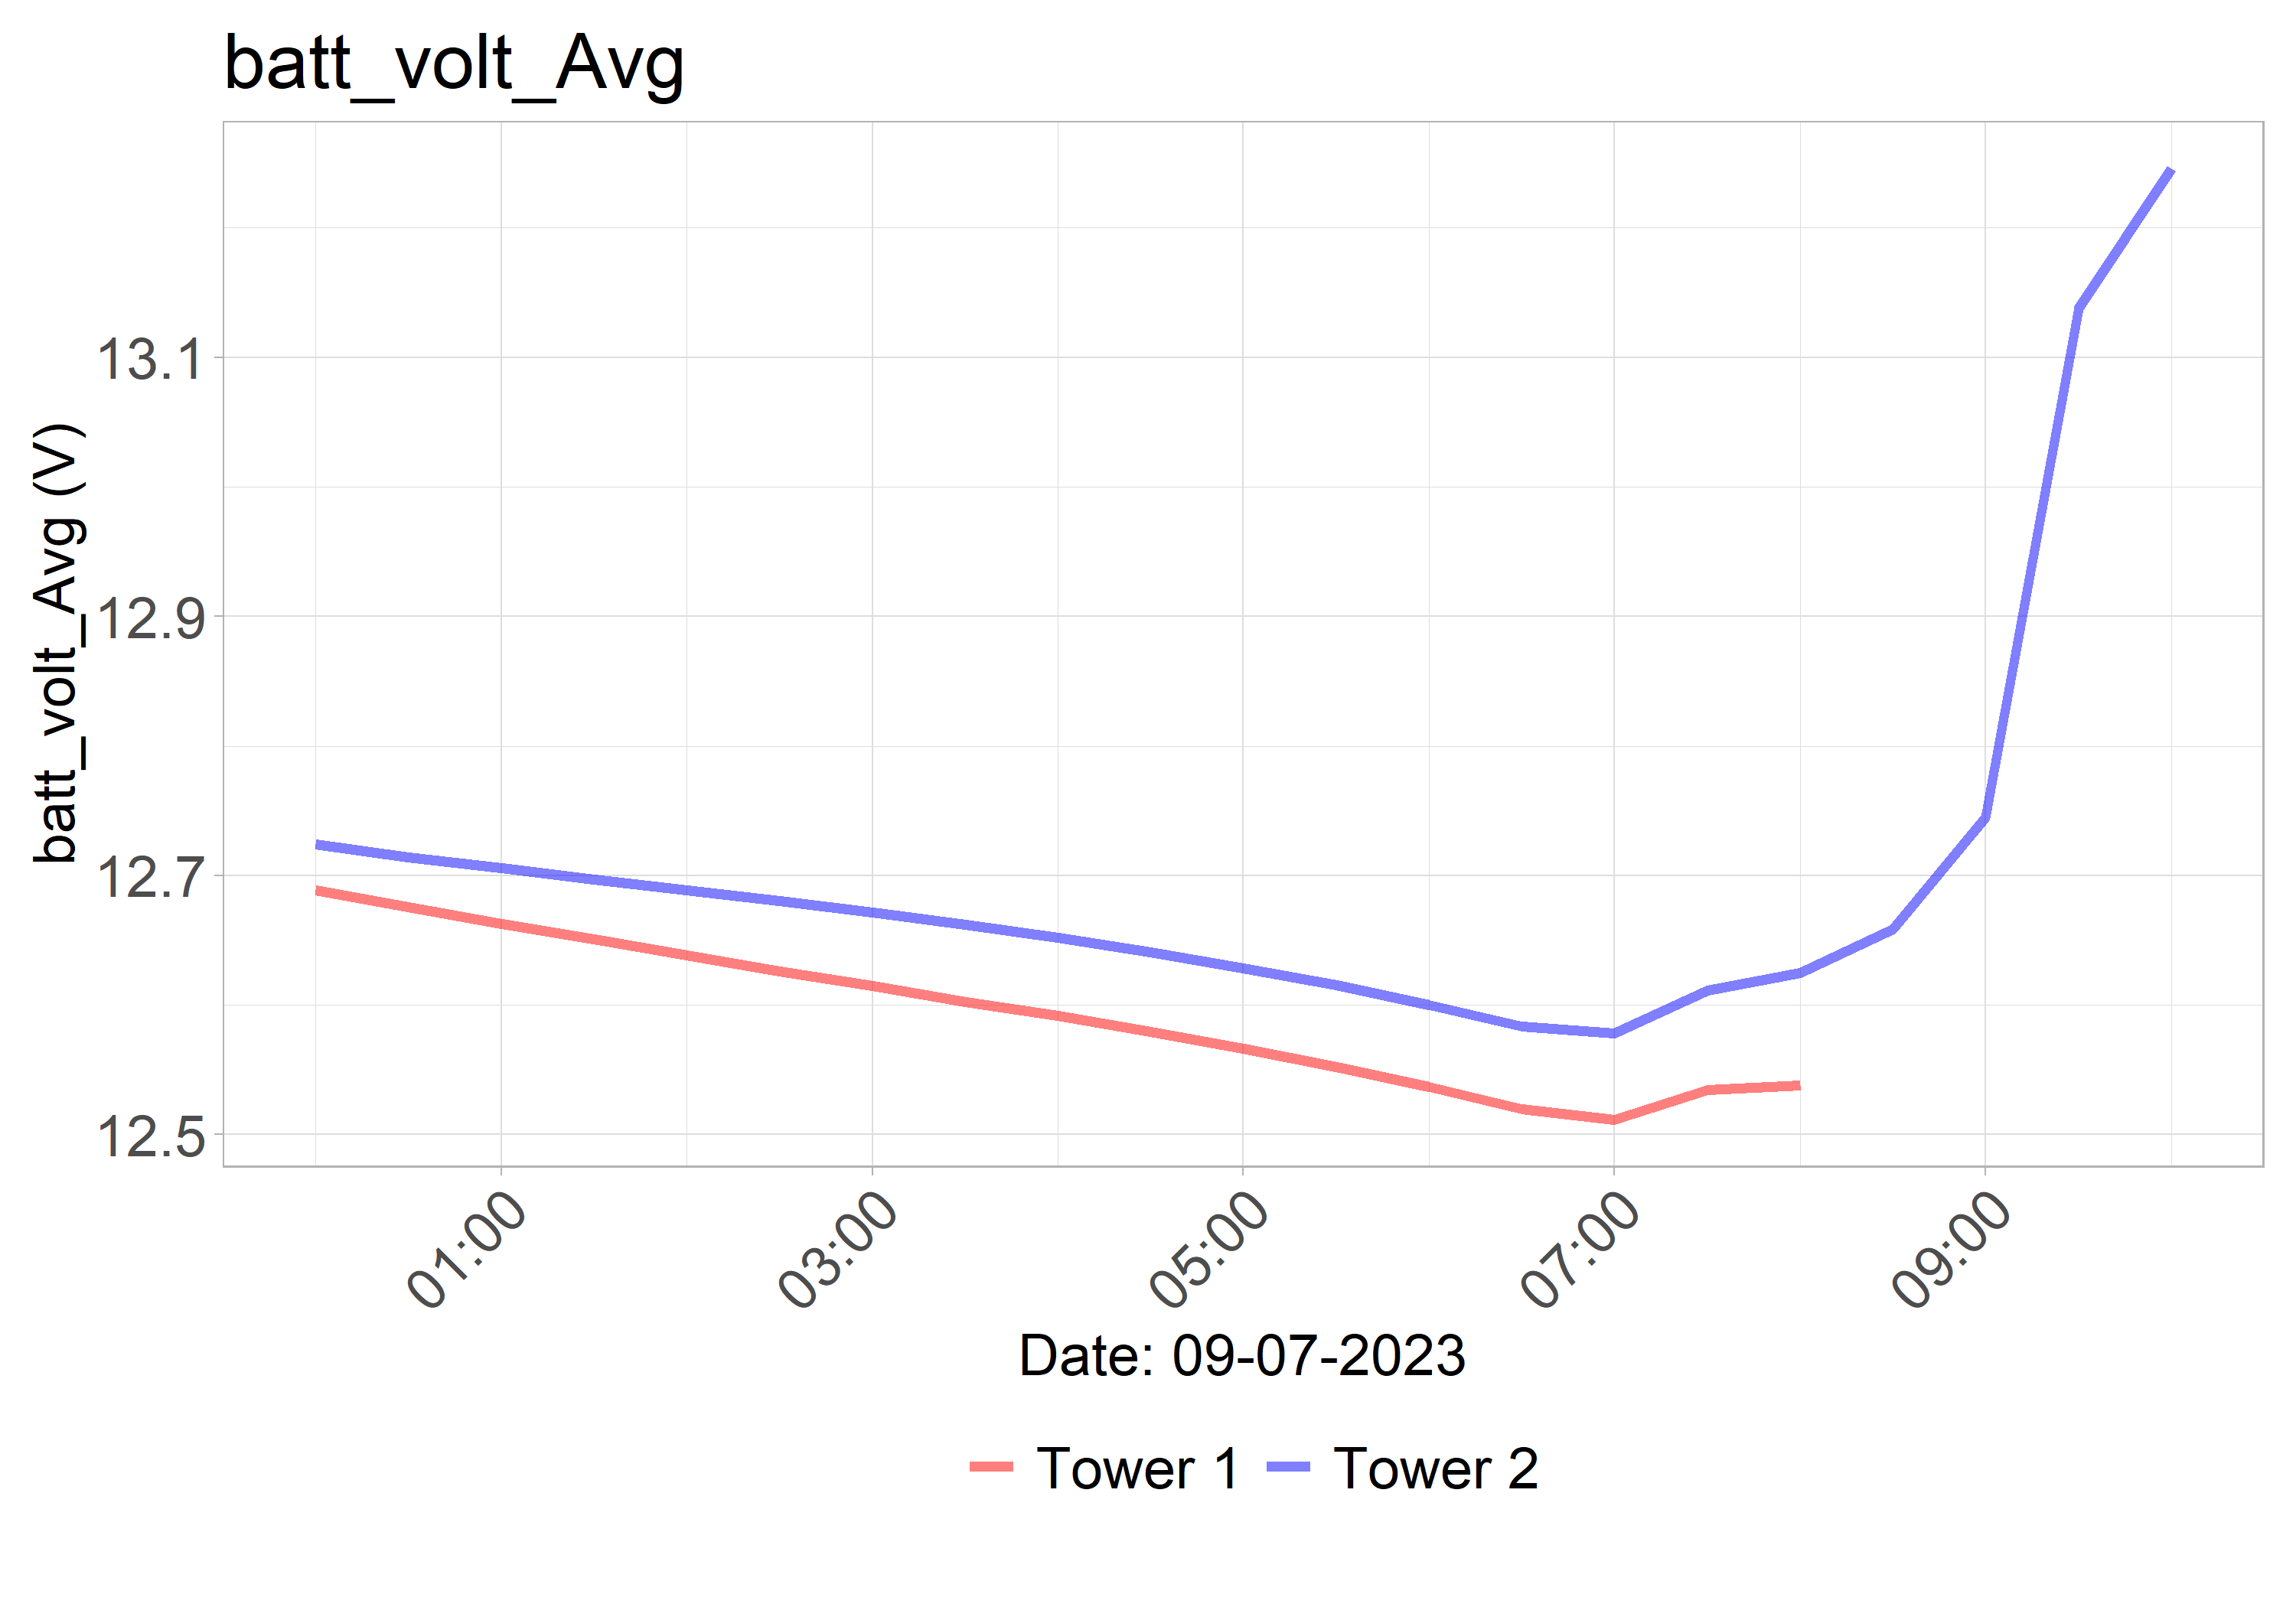 batt_volt_Avg
batt_volt_Avg (V)
13.1
12.9
12.7
12.5
01:00
03:00
05:00
07:00
09:00
Date: 09-07-2023
Tower 1
Tower 2